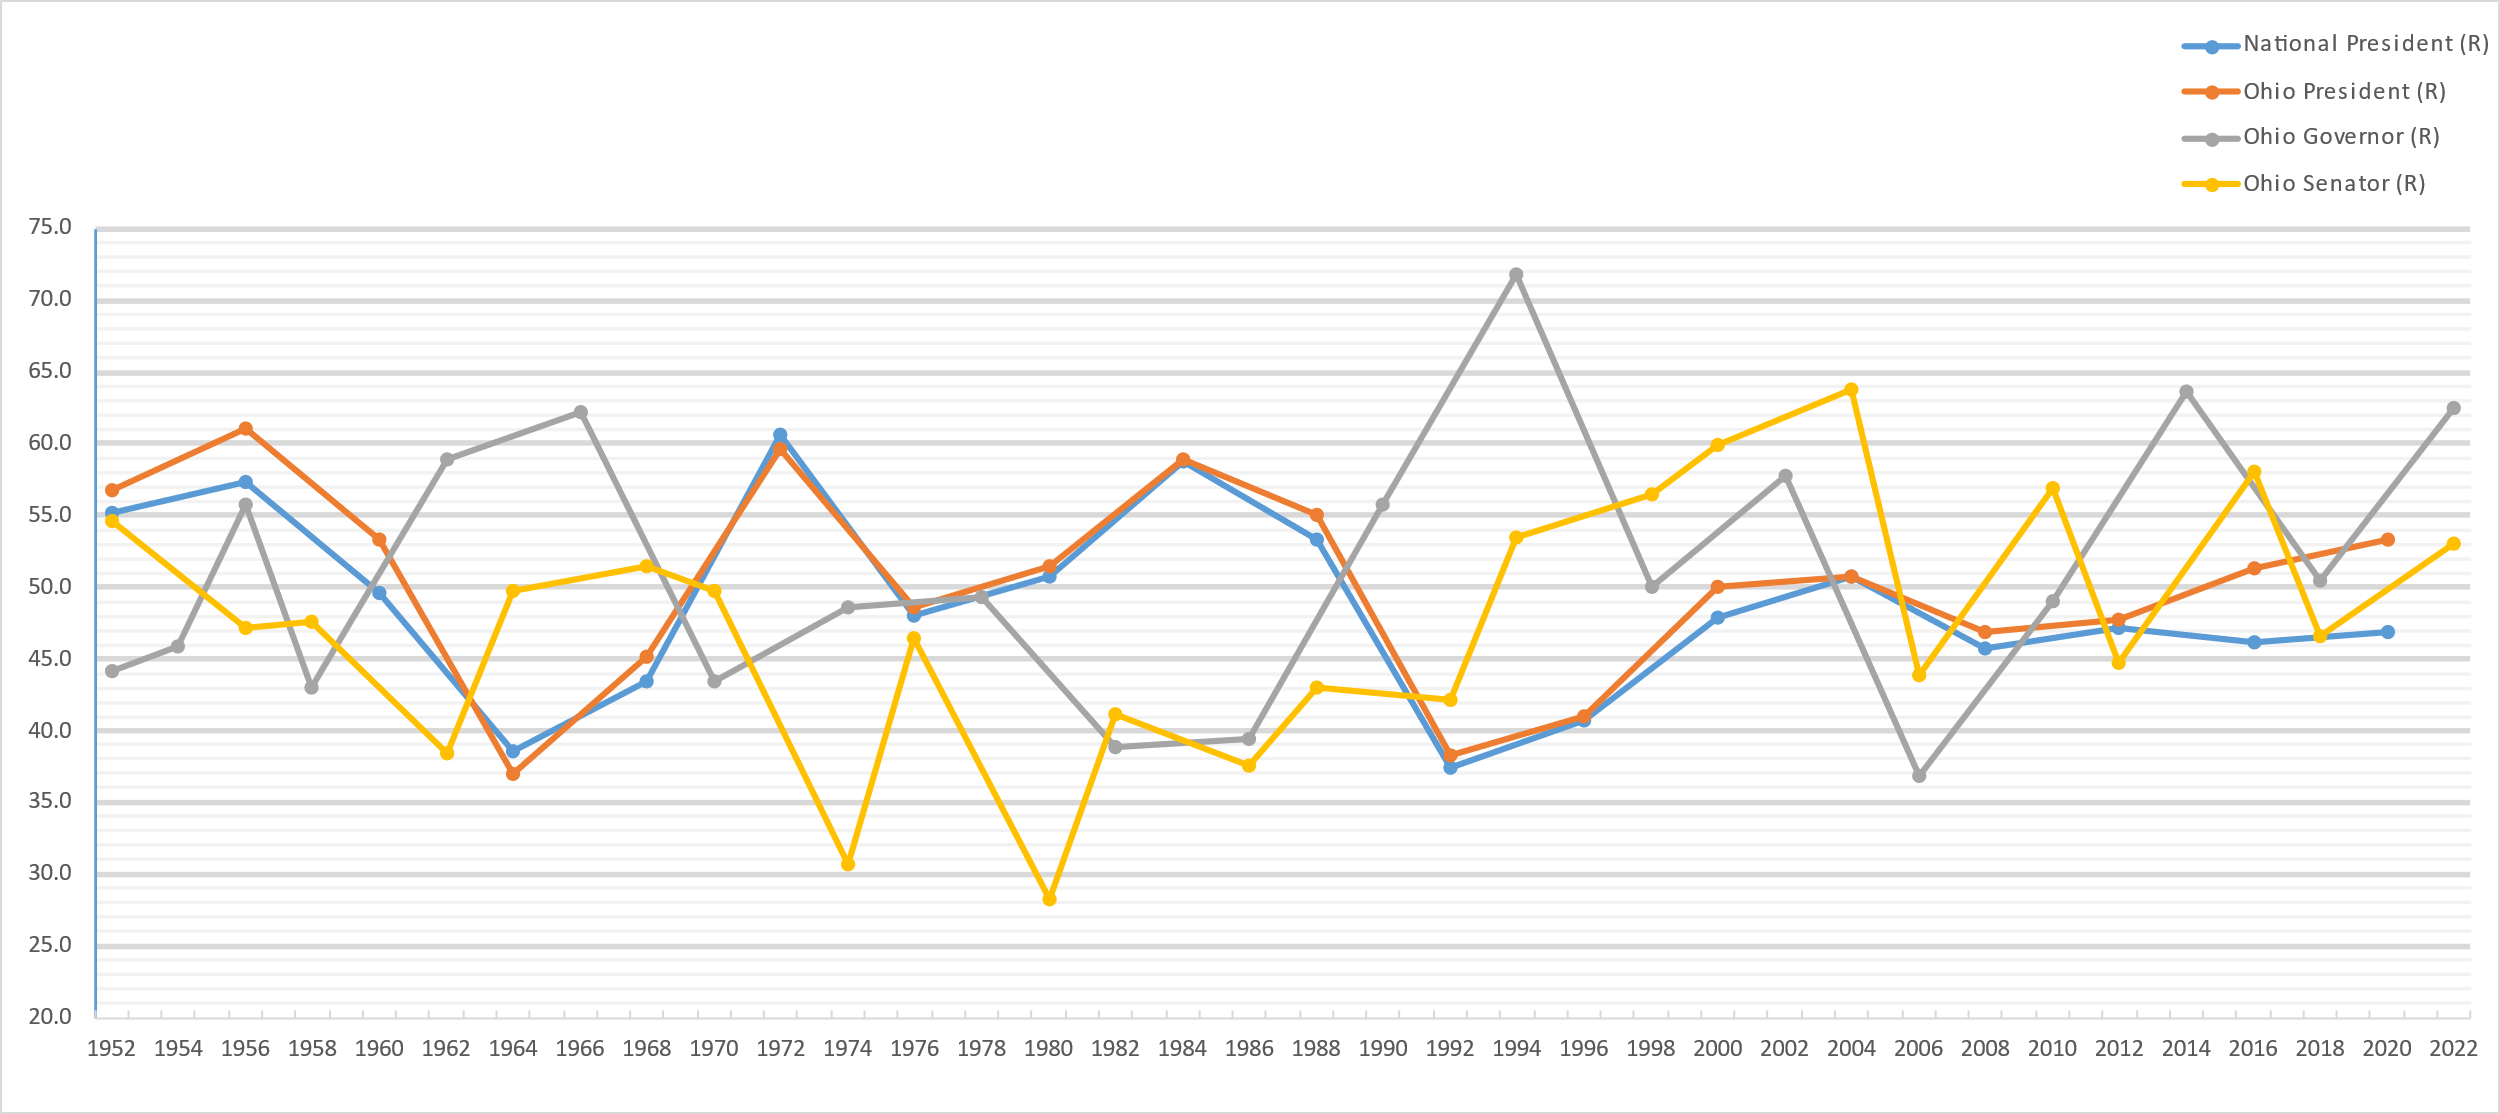 National President (R)
Ohio President (R)
Ohio Governor (R)
Ohio Senator (R)
75.0
70.0
65.0
60.0
55.0
50.0
45.0
40.0
35.0
30.0
25.0
20.0
1952 1954 1956 1958 1960 1962 1964 1966 1968 1970 1972 1974 1976 1978 1980 1982 1984 1986 1988 1990 1992 1994 1996 1998 2000 2002 2004 2006 2008 2010 2012 2014 2016 2018 2020 2022